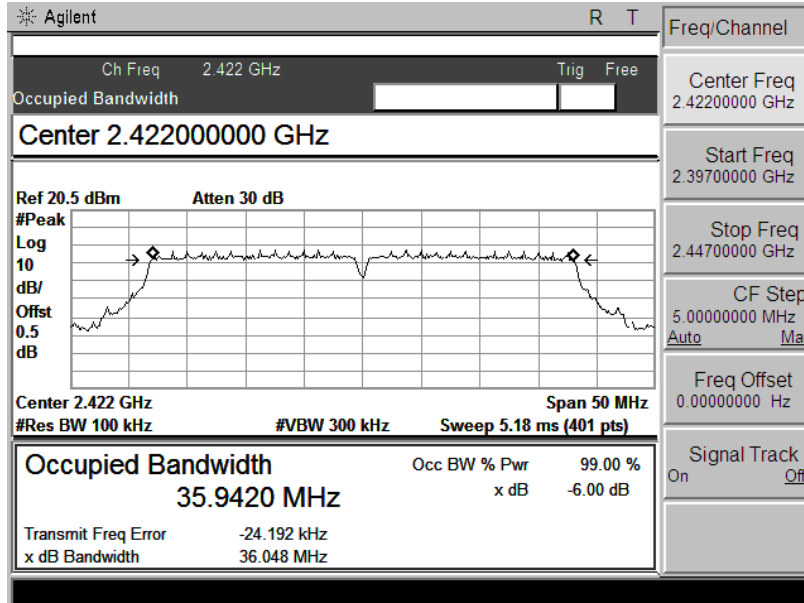 Agilent R T
Ch Freq 2.422 GHz Trig Free
Occupied Bandwidth
Center 2.422000000 GHz
Ref 20.5 dBm Atten 30 dB
#Peak
Log
10
dB/
Offst
0.5
dB
Center 2.422 GHz Span 50 MHz
#Res BW 100 kHz #VBW 300 kHz Sweep 5.18 ms (401 pts)
Occupied Bandwidth Occ BW % Pwr 99.00 %
35.9420 MHz x dB -6.00 dB
Transmit Freq Error -24.192 kHz
x dB Bandwidth 36.048 MHz
Freq/Channel
Center Freq
2.42200000 GHz
Start Freq
2.39700000 GHz
Stop Freq
2.44700000 GHz
CF Step
5.00000000 MHz
Auto Ma
Freq Offset
0.00000000 Hz
Signal Track
On Off